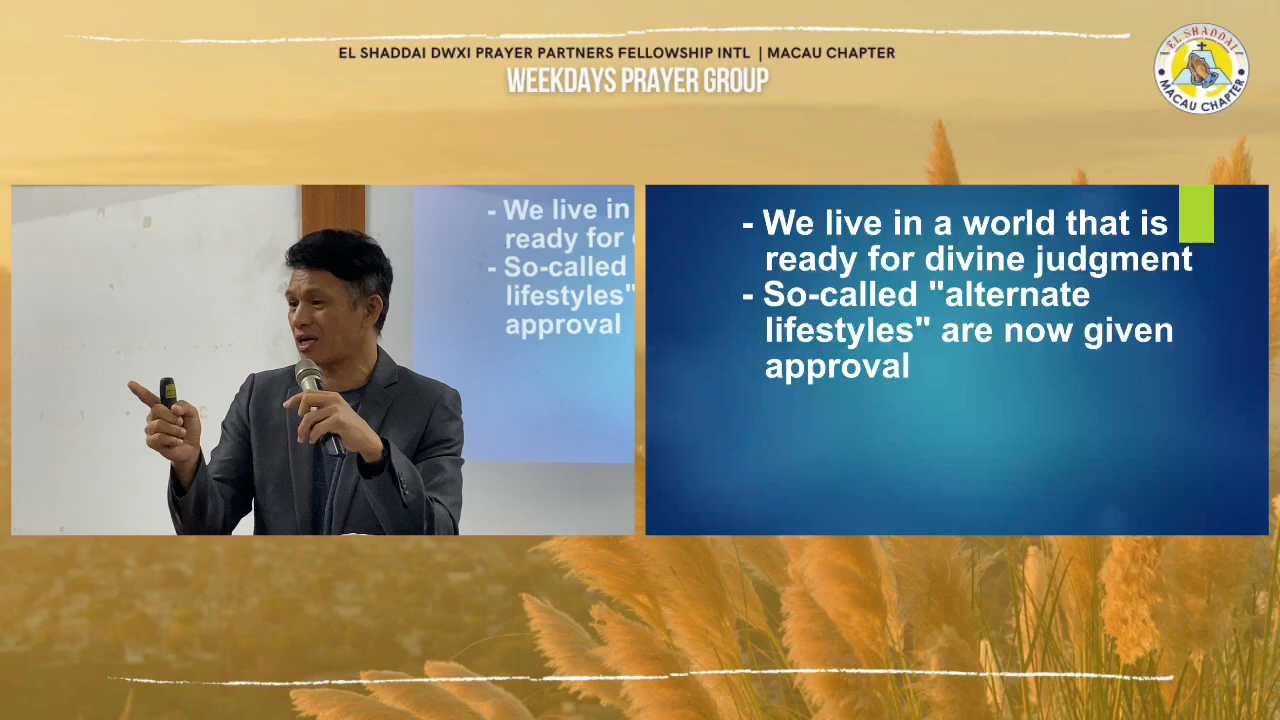 EL SHADDAI DWXI PRAYER PARTNERS FELLOWSHIP INTL | MACAU CHAPTER
WEEKDAYS PRAYER GROUP
EL SHADDAI
MACAU CHAPTER
- We live in
ready for
- So-called
lifestyles"
approval
- We live in a world that is
ready for divine judgment
- So-called "alternate
lifestyles" are now given
approval